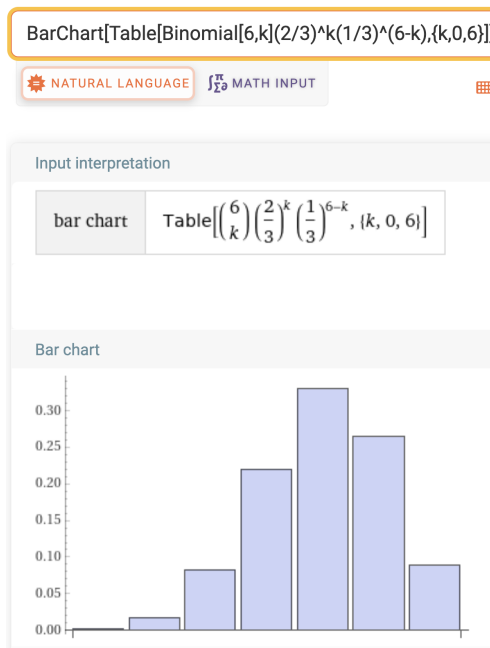 BarChart[Table[Binomial[6,k](2/3)^k(1/3)^(6-k),{k,0,6}]
NATURAL LANGUAGE ∫π Σ∂ MATH INPUT
Input interpretation
bar chart Table[(6 k) (2/3)^k (1/3)^6−k, {k, 0, 6}]
Bar chart
0.30
0.25
0.20
0.15
0.10
0.05
0.00